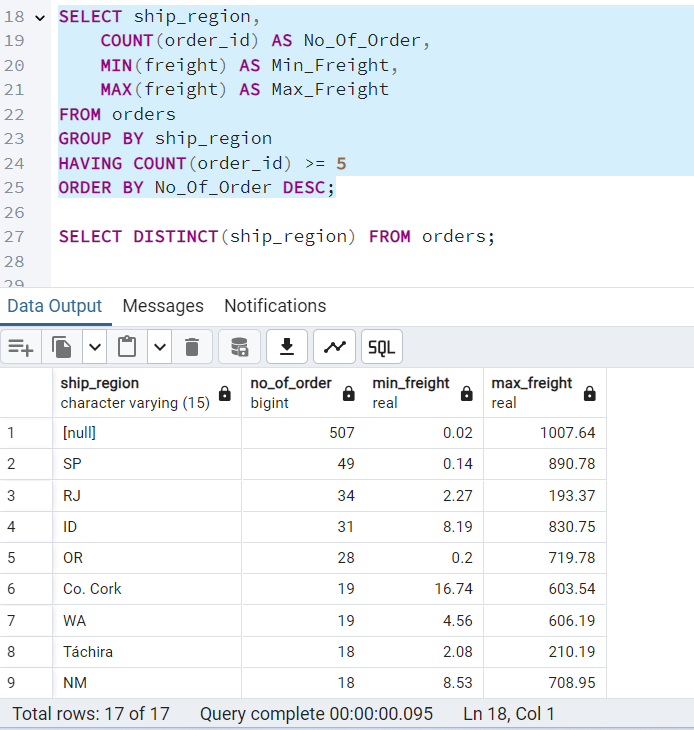 18 SELECT ship_region,
19 COUNT(order_id) AS No_Of_Order,
20 MIN(freight) AS Min_Freight,
21 MAX(freight) AS Max_Freight
22 FROM orders
23 GROUP BY ship_region
24 HAVING COUNT(order_id) >= 5
25 ORDER BY No_Of_Order DESC;
26
27 SELECT DISTINCT(ship_region) FROM orders;
28
29
Data Output Messages Notifications
SQL
ship_region no_of_order min_freight max_freight
character varying (15) bigint real real
1 [null] 507 0.02 1007.64
2 SP 49 0.14 890.78
3 RJ 34 2.27 193.37
4 ID 31 8.19 830.75
5 OR 28 0.2 719.78
6 Co. Cork 19 16.74 603.54
7 WA 19 4.56 606.19
8 Táchira 18 2.08 210.19
9 NM 18 8.53 708.95
Total rows: 17 of 17 Query complete 00:00:00.095 Ln 18, Col 1